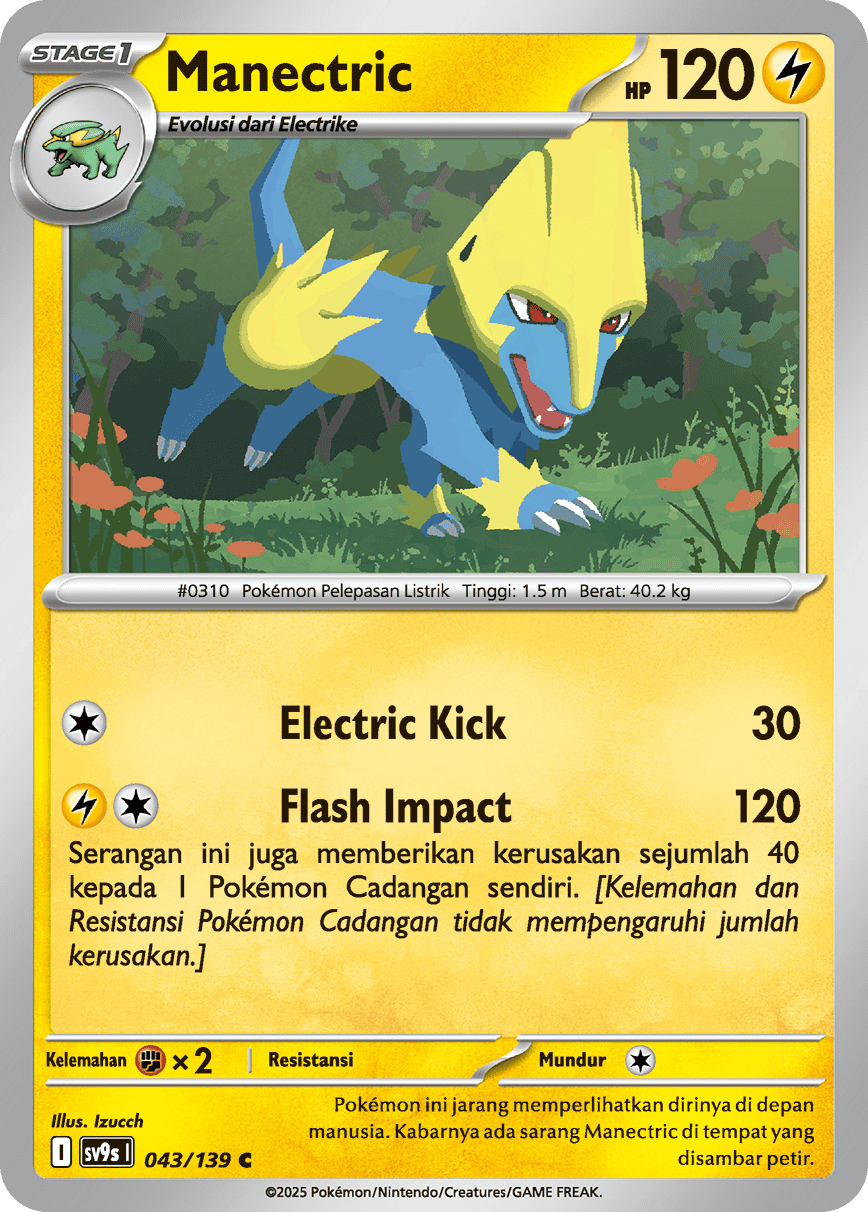 STAGE1
Manectric
HP 120
Evolusi dari Electrike
#0310 Pokémon Pelepasan Listrik Tinggi: 1.5 m Berat: 40.2 kg
Electric Kick 30
Flash Impact 120
Serangan ini juga memberikan kerusakan sejumlah 40
kepada 1 Pokémon Cadangan sendiri. [Kelemahan dan
Resistansi Pokémon Cadangan tidak mempengaruhi jumlah
kerusakan.]
Kelemahan ×2 Resistansi Mundur
Illus. Izucch
Pokémon ini jarang memperlihatkan dirinya di depan
manusia. Kabarnya ada sarang Manectric di tempat yang
disambar petir.
I sv9s I 043/139 C
©2025 Pokémon/Nintendo/Creatures/GAME FREAK.